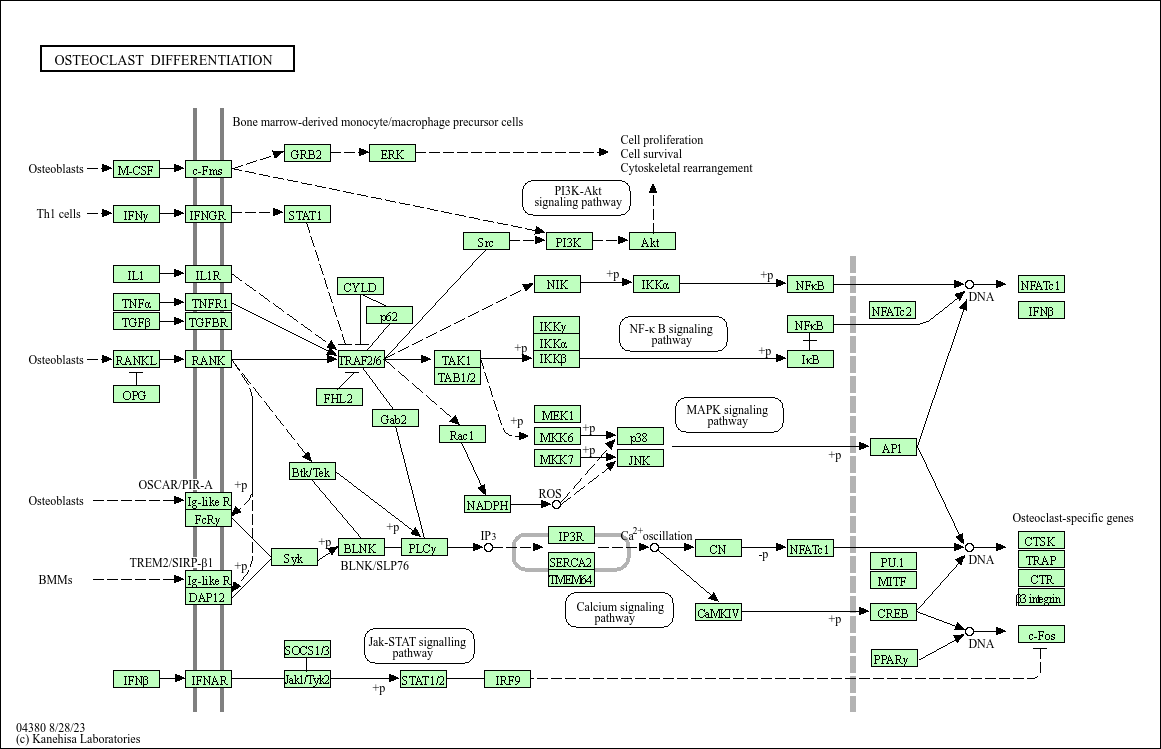 OSTEOCLAST DIFFERENTIATION
Bone marrow-derived monocyte/macrophage precursor cells
Cell proliferation
Cell survival
Cytoskeletal rearrangement
GRB2
ERK
Osteoblasts
M-CSF
c-Fms
PI3K-Akt
signaling pathway
Th1 cells
IFNγ
IFNGR
STAT1
Src
PI3K
Akt
IL1
IL1R
CYLD
NIK
+p
IKKα
+p
NFκB
DNA
NFATc1
TNFα
TNFR1
p62
NFATc2
IFNβ
TGFβ
TGFBR
IKKγ
IKKα
IKKβ
NF-κ B signaling
pathway
NFκB
Osteoblasts
RANKL
RANK
TRAF2/6
TAK1
TAB1/2
+p
+p
IκB
OPG
FHL2
Gab2
Rac1
+p
MEK1
MKK6
+p
p38
MKK7
+p
JNK
MAPK signaling
pathway
+p
AP1
Btk/Tek
OSCAR/PIR-A
+p
Osteoblasts
Ig-like R
FcRγ
NADPH
ROS
Osteoclast-specific genes
+p
+p
Syk
BLNK
PLCγ
BLNK/SLP76
IP3
IP3R
SERCA2
TMEM64
Ca2+oscillation
CN
-p
NFATc1
DNA
CTSK
TRAP
CTR
β3 integrin
PU.1
MITF
TREM2/SIRP-β1
+p
BMMs
Ig-like R
DAP12
Calcium signaling
pathway
CaMKIV
+p
CREB
DNA
c-Fos
PPARγ
SOCS1/3
Jak-STAT signalling
pathway
IFNβ
IFNAR
Jak1/Tyk2
+p
STAT1/2
IRF9
04380 8/28/23
(c) Kanehisa Laboratories